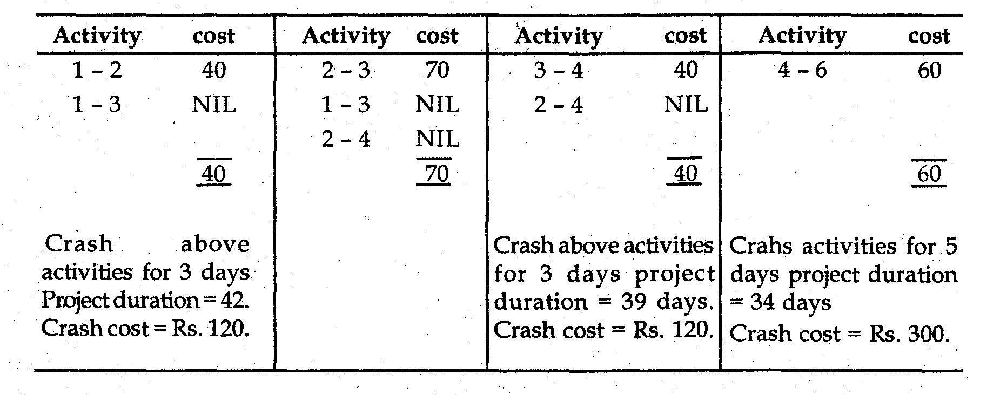 Activity cost Activity cost Activity cost Activity cost
1 – 2 40 2 – 3 70 3 – 4 40 4 – 6 60
1 – 3 NIL 1 – 3 NIL 2 – 4 NIL
2 – 4 NIL
40 70 40 60
Crash above
activities for 3 days
Project duration = 42.
Crash cost = Rs. 120.
Crash above activities
for 3 days project
duration = 39 days.
Crash cost = Rs. 120.
Crahs activities for 5
days project duration
= 34 days
Crash cost = Rs. 300.